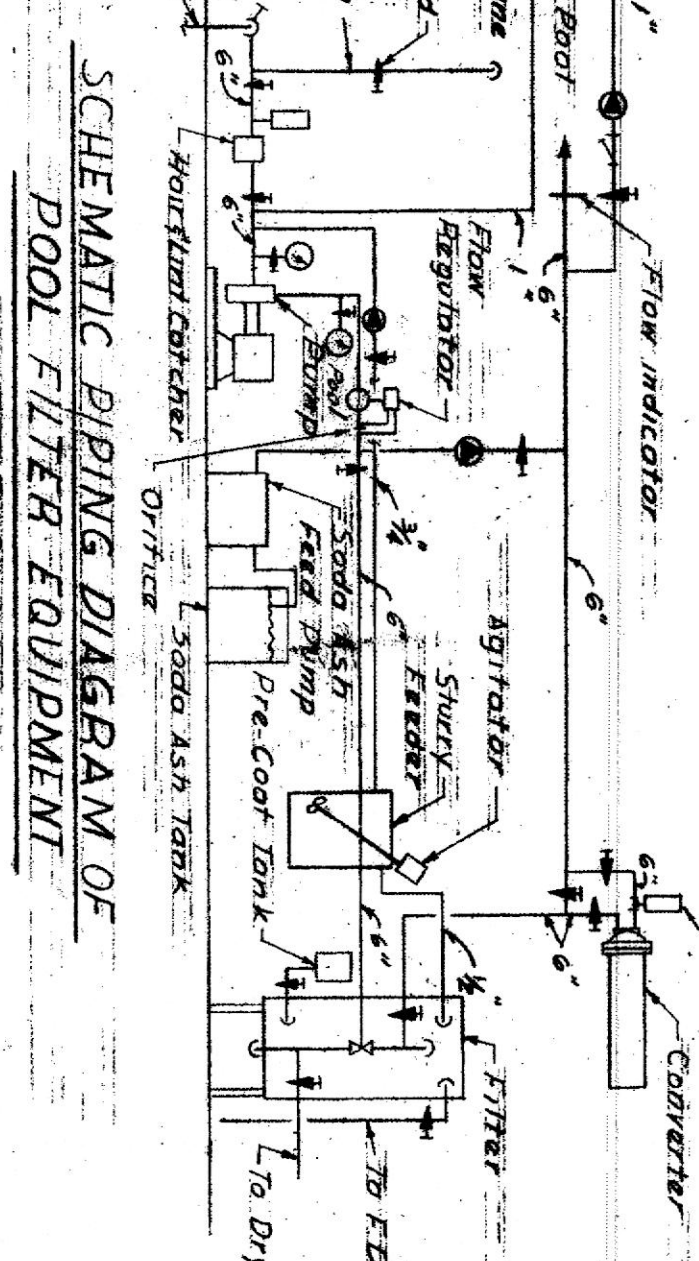 1"
Pool
Flow indicator
6"
1"
6"
6"
6"
Converter
Flow
Regulator
3/4"
Agitator
Slurry
Feeder
1/2"
Filter
6"
6"
6"
6"
Pool
Pump
Soda Ash
Feed Pump
Pre-Coat Tank
To Dry
Hair & Lint Catcher
Orifice
Soda Ash Tank
SCHEMATIC PIPING DIAGRAM OF
POOL FILTER EQUIPMENT